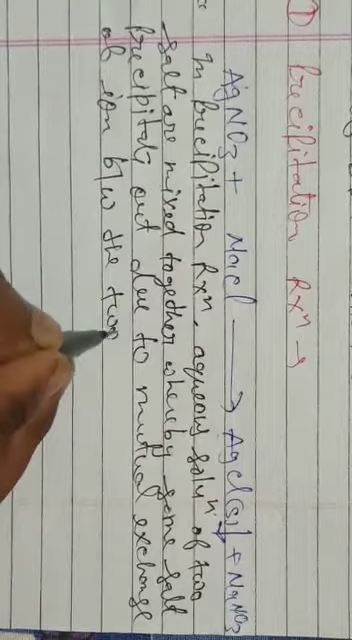 ① Precipitation Rxⁿ →
AgNO3 + Nacl ⟶ Agcl(s)↓ + NaNO3
In precipitation Rxⁿ, aqueous solⁿ of two
salt are mixed together whereby some salt
precipitate out due to mutual exchange
of ion b/w the two